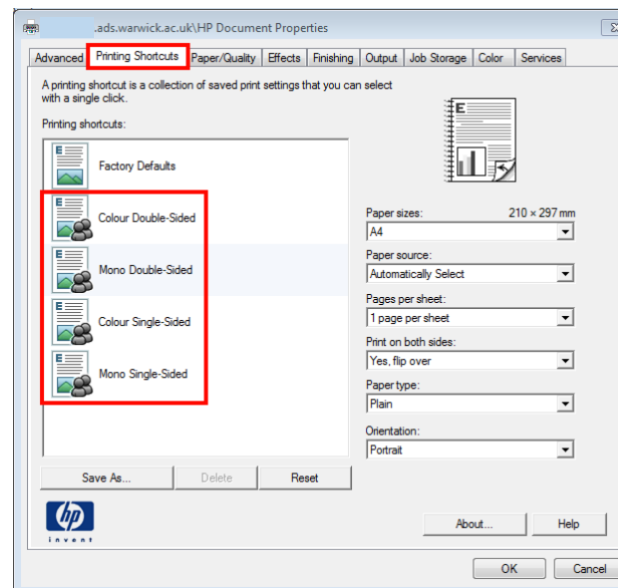 .ads.warwick.ac.uk\HP Document Properties
Advanced Printing Shortcuts Paper/Quality Effects Finishing Output Job Storage Color Services
A printing shortcut is a collection of saved print settings that you can select
with a single click.
Printing shortcuts:
Factory Defaults
Colour Double-Sided
Mono Double-Sided
Colour Single-Sided
Mono Single-Sided
Paper sizes: 210 × 297 mm
A4
Paper source:
Automatically Select
Pages per sheet:
1 page per sheet
Print on both sides:
Yes, flip over
Paper type:
Plain
Orientation:
Portrait
Save As... Delete Reset
hp
invent
About... Help
OK Cancel